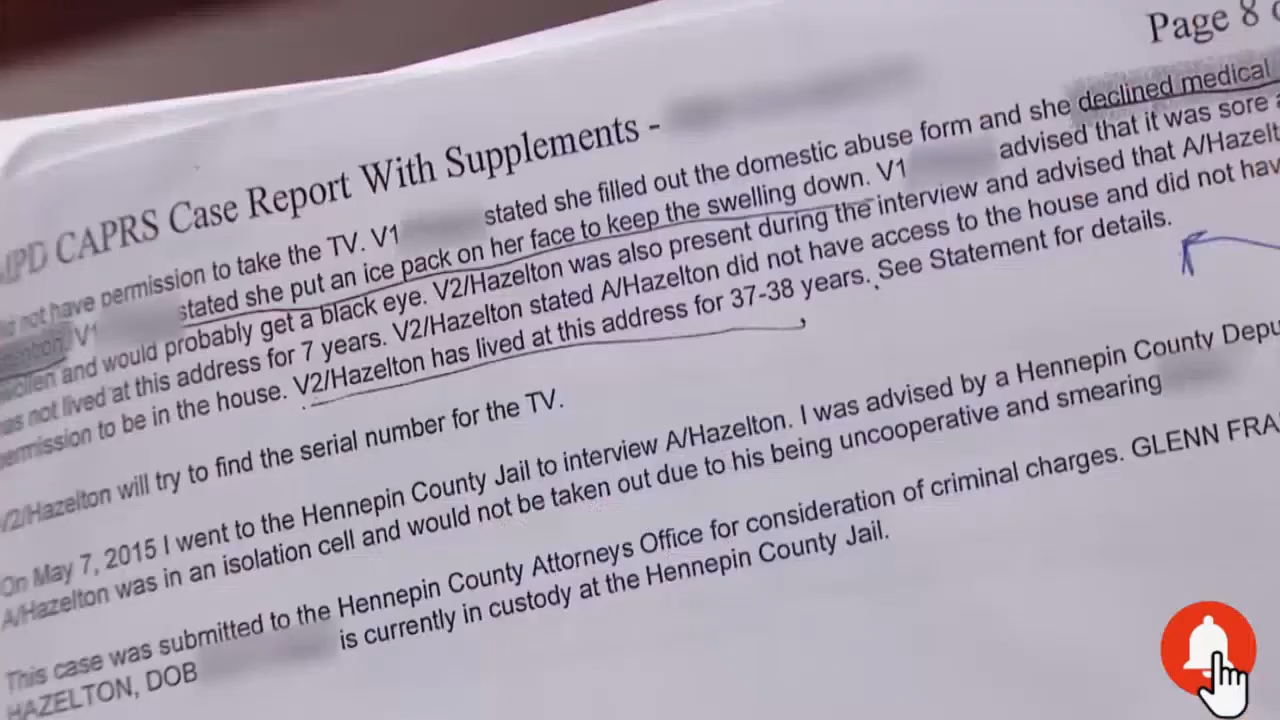 Page 8
MPD CAPRS Case Report With Supplements -
not have permission to take the TV. V1 stated she filled out the domestic abuse form and she declined medical
V1 stated she put an ice pack on her face to keep the swelling down. V1 advised that it was sore
and would probably get a black eye. V2/Hazelton was also present during the interview and advised that A/Hazelt
not lived at this address for 7 years. V2/Hazelton stated A/Hazelton did not have access to the house and did not hav
permission to be in the house. V2/Hazelton has lived at this address for 37-38 years. See Statement for details.
V2/Hazelton will try to find the serial number for the TV.
On May 7, 2015 I went to the Hennepin County Jail to interview A/Hazelton. I was advised by a Hennepin County Depu
A/Hazelton was in an isolation cell and would not be taken out due to his being uncooperative and smearing
This case was submitted to the Hennepin County Attorneys Office for consideration of criminal charges. GLENN FRA
HAZELTON, DOB is currently in custody at the Hennepin County Jail.